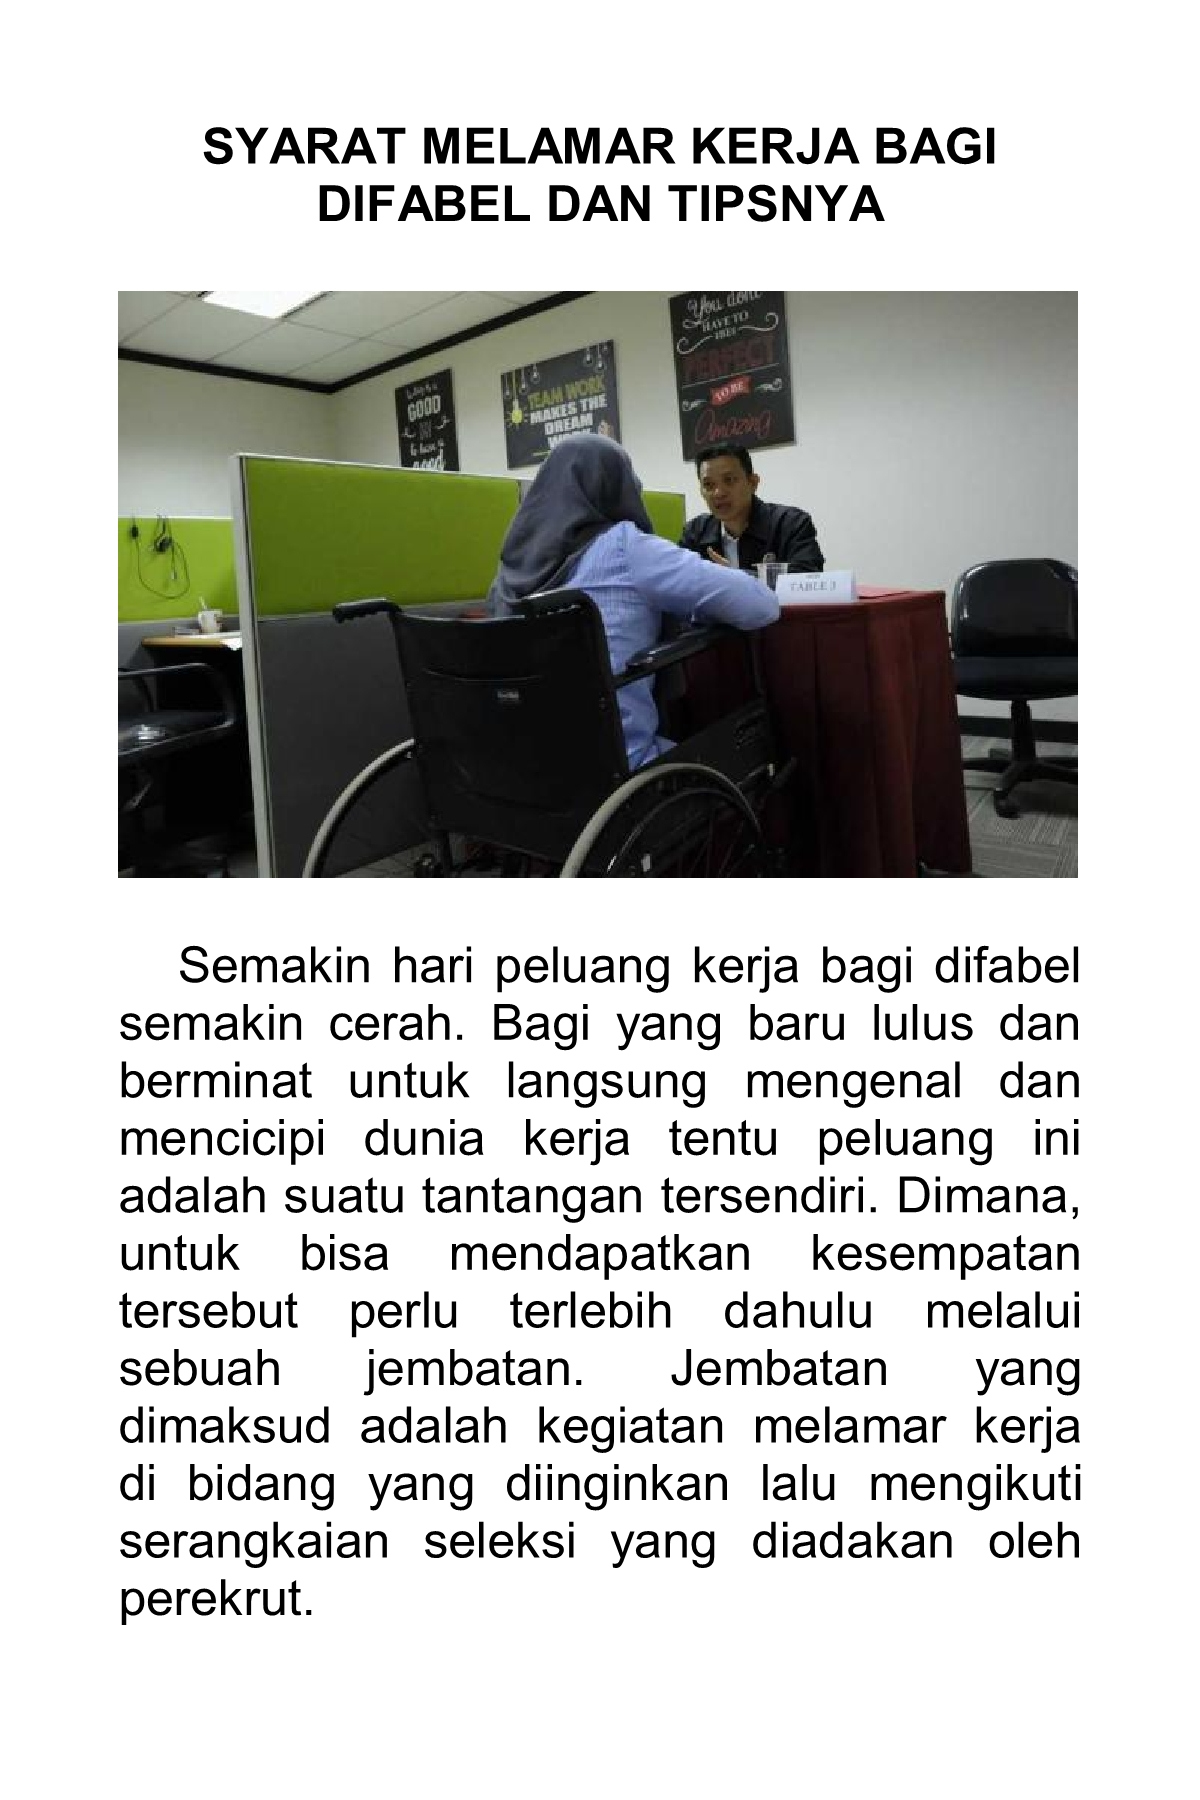 SYARAT MELAMAR KERJA BAGI
DIFABEL DAN TIPSNYA
You dont
HAVE TO
PERFECT
TO BE
Amazing
GOOD
good
TEAM WORK
MAKES THE
DREAM
TABLE 3
Semakin hari peluang kerja bagi difabel
semakin cerah. Bagi yang baru lulus dan
berminat untuk langsung mengenal dan
mencicipi dunia kerja tentu peluang ini
adalah suatu tantangan tersendiri. Dimana,
untuk bisa mendapatkan kesempatan
tersebut perlu terlebih dahulu melalui
sebuah jembatan. Jembatan yang
dimaksud adalah kegiatan melamar kerja
di bidang yang diinginkan lalu mengikuti
serangkaian seleksi yang diadakan oleh
perekrut.